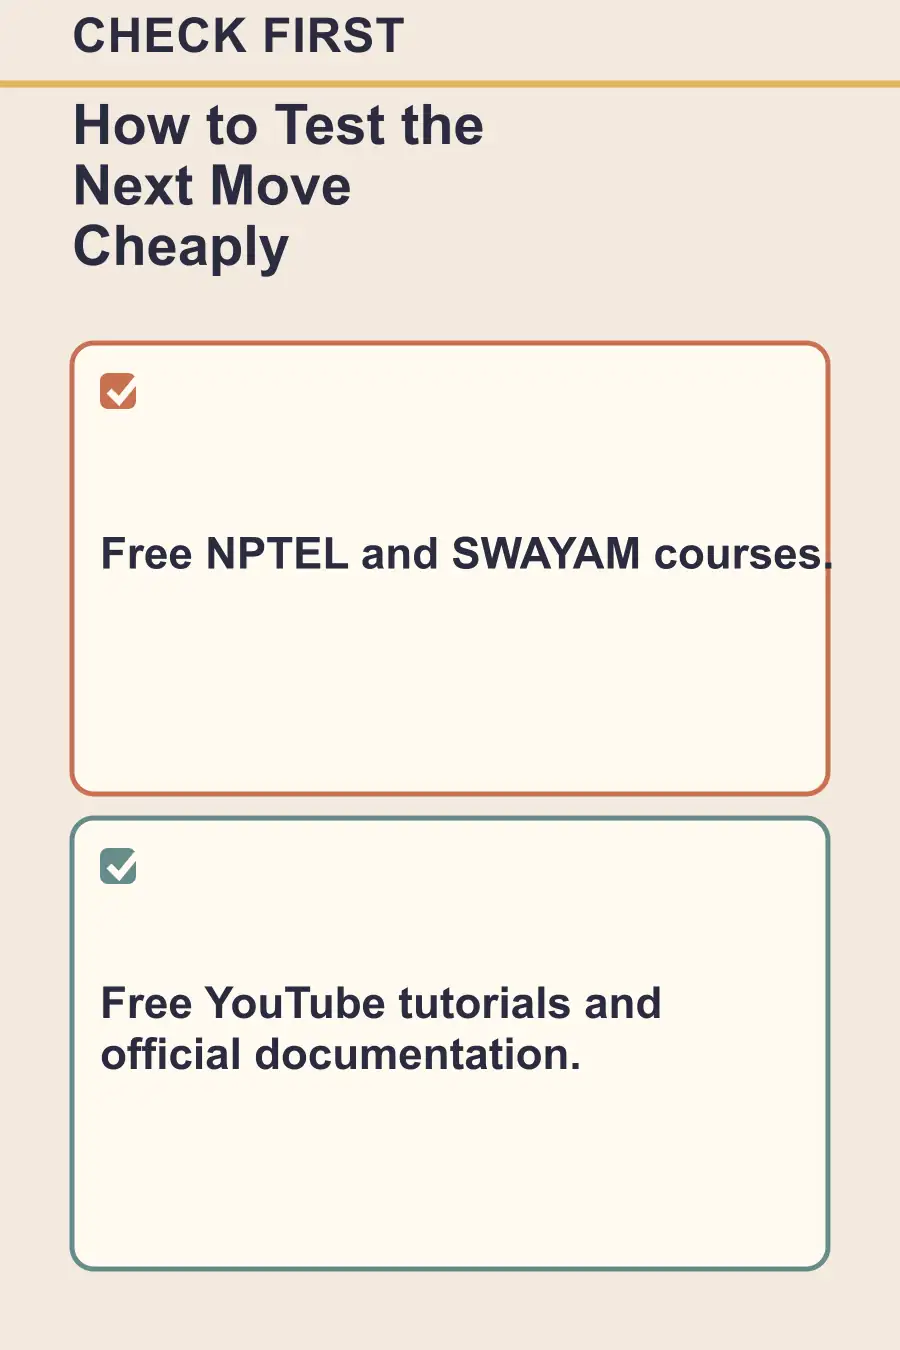 CHECK FIRST
How to Test the
Next Move
Cheaply
Free NPTEL and SWAYAM courses.
Free YouTube tutorials and
official documentation.